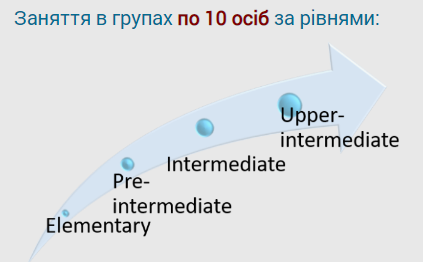 Заняття в групах по 10 осіб за рівнями:
Upper-
intermediate
Intermediate
Pre-
intermediate
Elementary